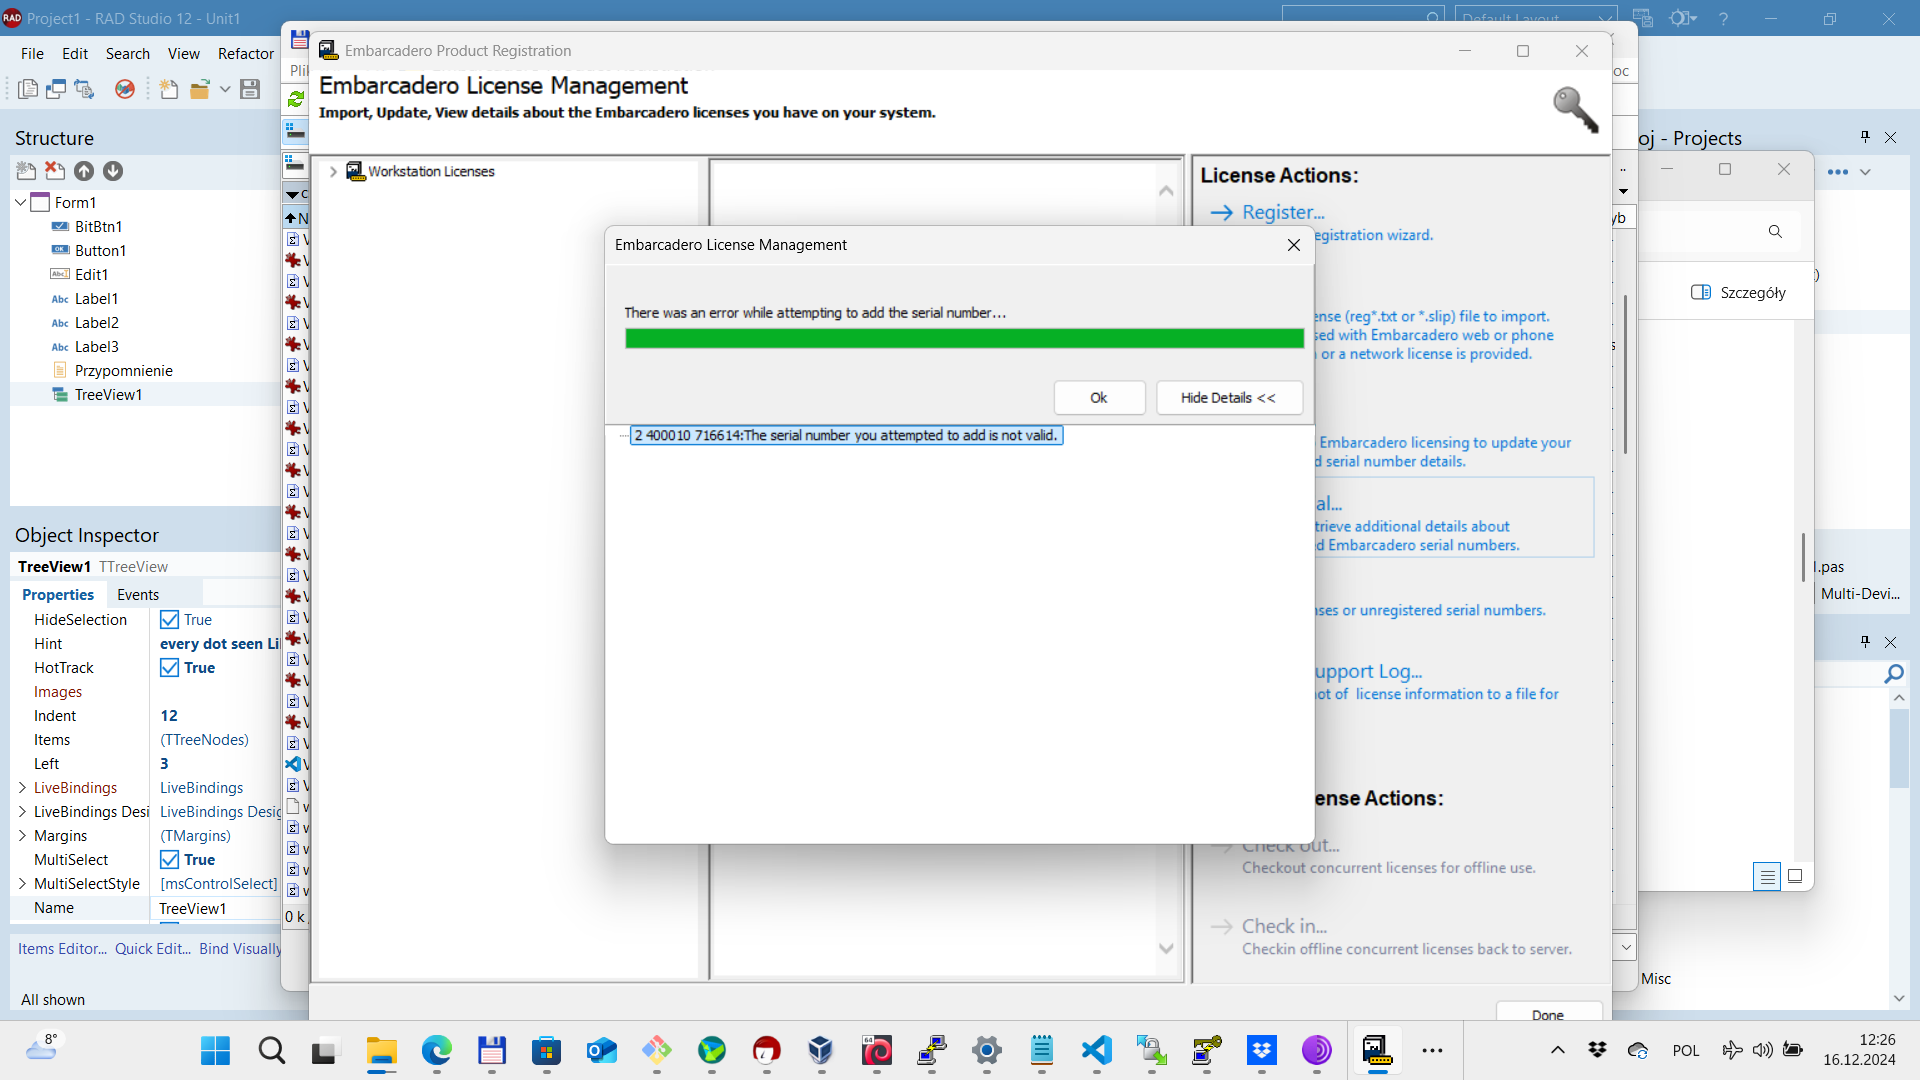 Project1 - RAD Studio 12 - Unit1
Default Layout
File Edit Search View Refactor
Structure
Form1
BitBtn1
Button1
Edit1
Label1
Label2
Label3
Przypomnienie
TreeView1
Object Inspector
TreeView1 TTreeView
Properties Events
HideSelection True
Hint every dot seen Li
HotTrack True
Images
Indent 12
Items (TTreeNodes)
Left 3
LiveBindings LiveBindings
LiveBindings Desi LiveBindings Desig
Margins (TMargins)
MultiSelect True
MultiSelectStyle [msControlSelect]
Name TreeView1
Items Editor... Quick Edit... Bind Visually
All shown
0 k
Embarcadero Product Registration
Embarcadero License Management
Import, Update, View details about the Embarcadero licenses you have on your system.
Workstation Licenses
License Actions:
Register...
egistration wizard.
ense (reg*.txt or *.slip) file to import.
sed with Embarcadero web or phone
or a network license is provided.
Embarcadero licensing to update your
d serial number details.
al...
trieve additional details about
d Embarcadero serial numbers.
nses or unregistered serial numbers.
upport Log...
not of license information to a file for
ense Actions:
Check out...
Checkout concurrent licenses for offline use.
Check in...
Checkin offline concurrent licenses back to server.
Done
Embarcadero License Management
There was an error while attempting to add the serial number...
Ok
Hide Details <<
2 400010 716614:The serial number you attempted to add is not valid.
oc
yb
oj - Projects
Szczegóły
1.pas
Multi-Devi...
Misc
8°
POL
12:26
16.12.2024